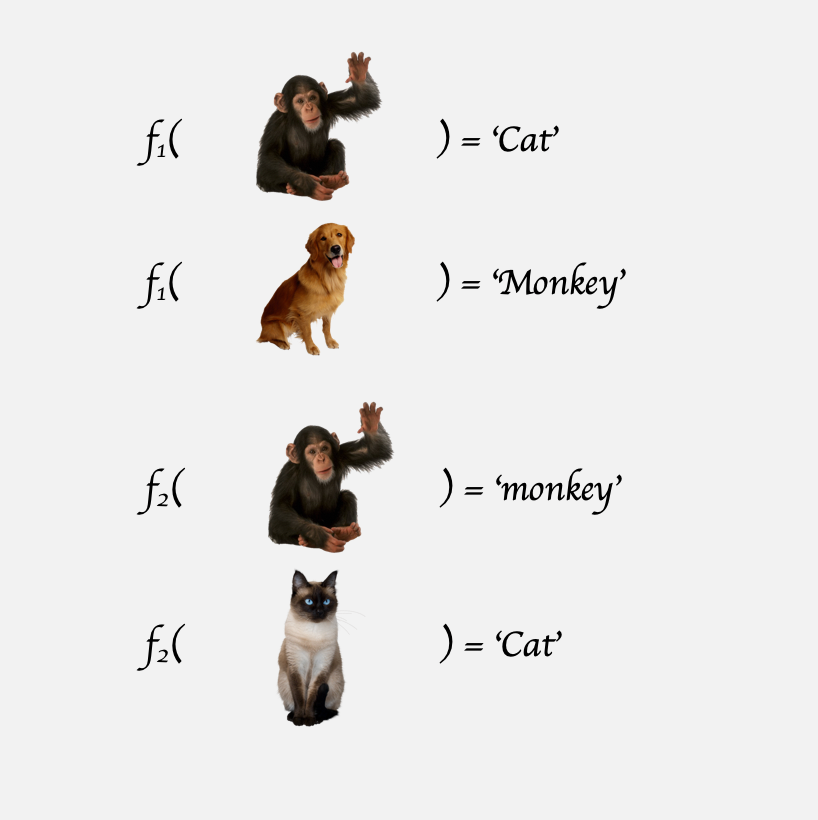 f₁( ) = ‘Cat’
f₁( ) = ‘Monkey’
f₂( ) = ‘monkey’
f₂( ) = ‘Cat’